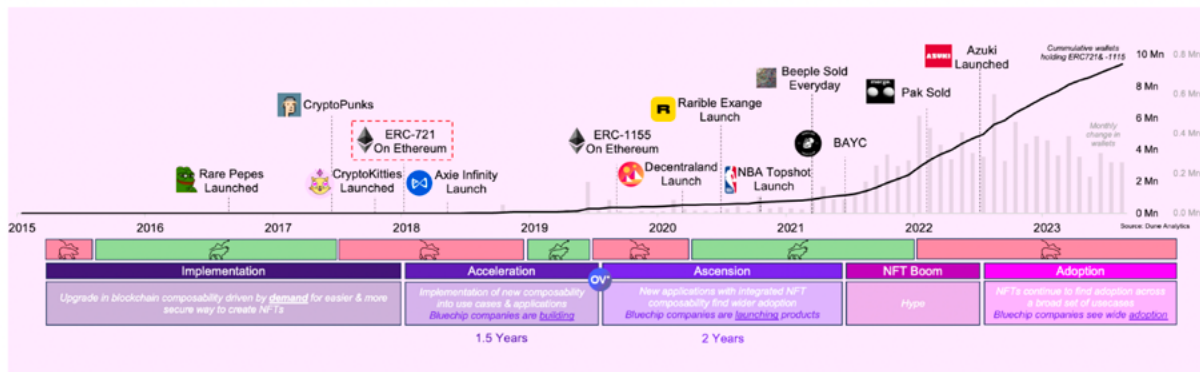 Cummulative wallets
holding ERC721& -1115
10 Mn
0.8 Mn
AZUKI
Azuki
Launched
Beeple Sold
Everyday
8 Mn
0.6 Mn
CryptoPunks
R
Rarible Exange
Launch
merge.
Pak Sold
6 Mn
0.4 Mn
ERC-721
On Ethereum
ERC-1155
On Ethereum
BAYC
Monthly
change in
wallets
4 Mn
0.2 Mn
Rare Pepes
Launched
CryptoKitties
Launched
Axie Infinity
Launch
Decentraland
Launch
NBA Topshot
Launch
2 Mn
0 Mn
0.0 Mn
Source: Dune Analytics
2015
2016
2017
2018
2019
2020
2021
2022
2023
Implementation
Acceleration
OV*
Ascension
NFT Boom
Adoption
Upgrade in blockchain composability driven by demand for easier & more
secure way to create NFTs
Implementation of new composability
into use cases & applications
Bluechip companies are building
New applications with integrated NFT
composability find wider adoption
Bluechip companies are launching products
Hype
NFTs continue to find adoption across
a broad set of usecases
Bluechip companies see wide adoption
1.5 Years
2 Years